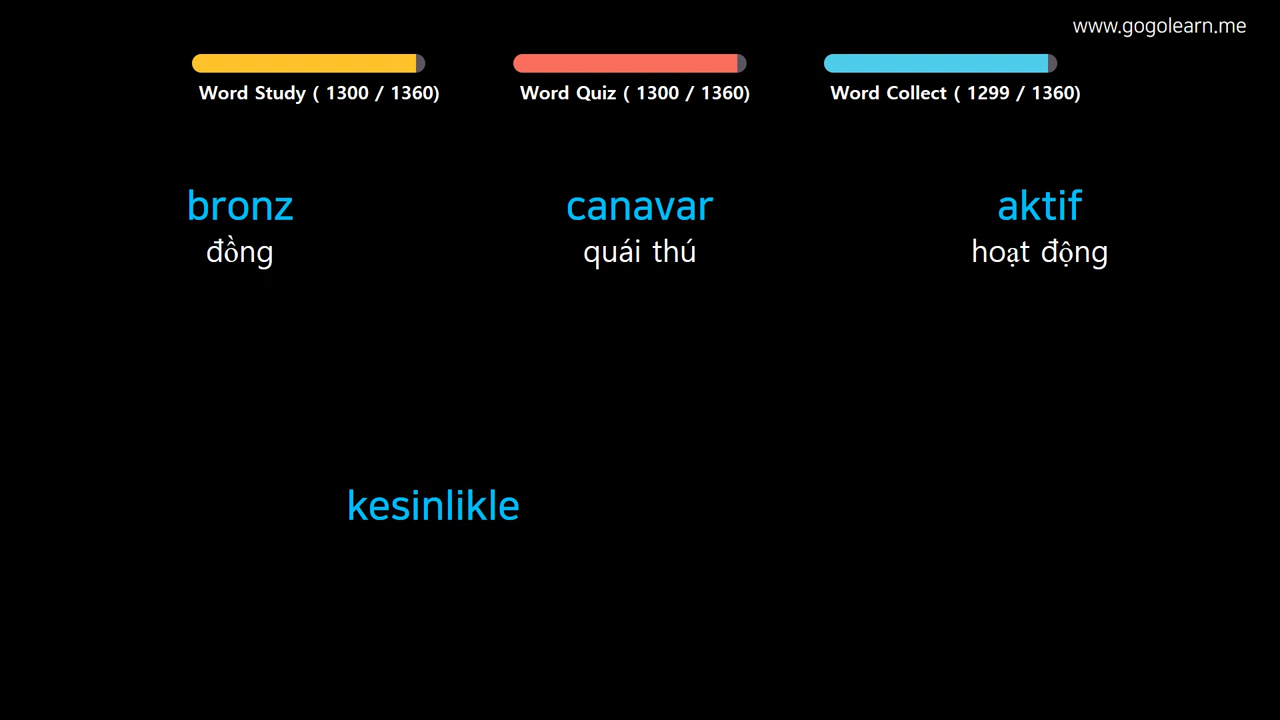 www.gogolearn.me
Word Study ( 1300 / 1360) Word Quiz ( 1300 / 1360) Word Collect ( 1299 / 1360)
bronz canavar aktif
đồng quái thú hoạt động
kesinlikle